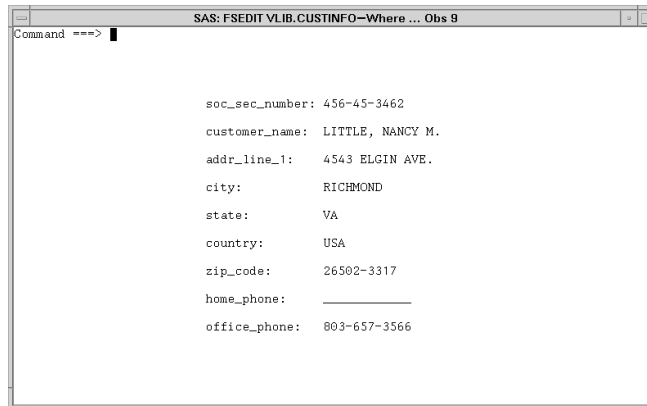 SAS: FSEDIT VLIB.CUSTINFO—Where ... Obs 9
Command ===>
soc_sec_number: 456-45-3462
customer_name: LITTLE, NANCY M.
addr_line_1: 4543 ELGIN AVE.
city: RICHMOND
state: VA
country: USA
zip_code: 26502-3317
home_phone: ____________
office_phone: 803-657-3566